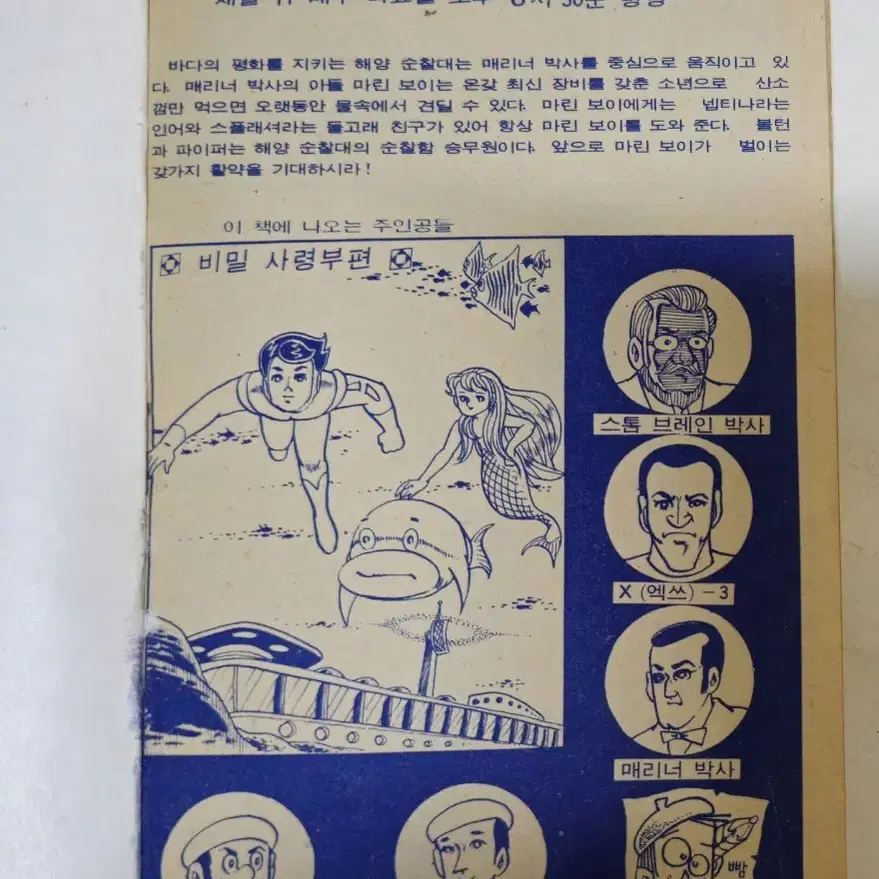 바다의 평화를 지키는 해양 순찰대는 매리너 박사를 중심으로 움직이고 있
다. 매리너 박사의 아들 마린 보이는 온갖 최신 장비를 갖춘 소년으로 산소
껌만 먹으면 오랫동안 물속에서 견딜 수 있다. 마린 보이에게는 넵티나라는
인어와 스플래셔라는 돌고래 친구가 있어 항상 마린 보이를 도와 준다. 볼턴
과 파이퍼는 해양 순찰대의 순찰함 승무원이다. 앞으로 마린 보이가 벌이는
갖가지 활약을 기대하시라!
이 책에 나오는 주인공들
비밀 사령부편
스톰 브레인 박사
X (엑쓰) -3
매리너 박사
빰